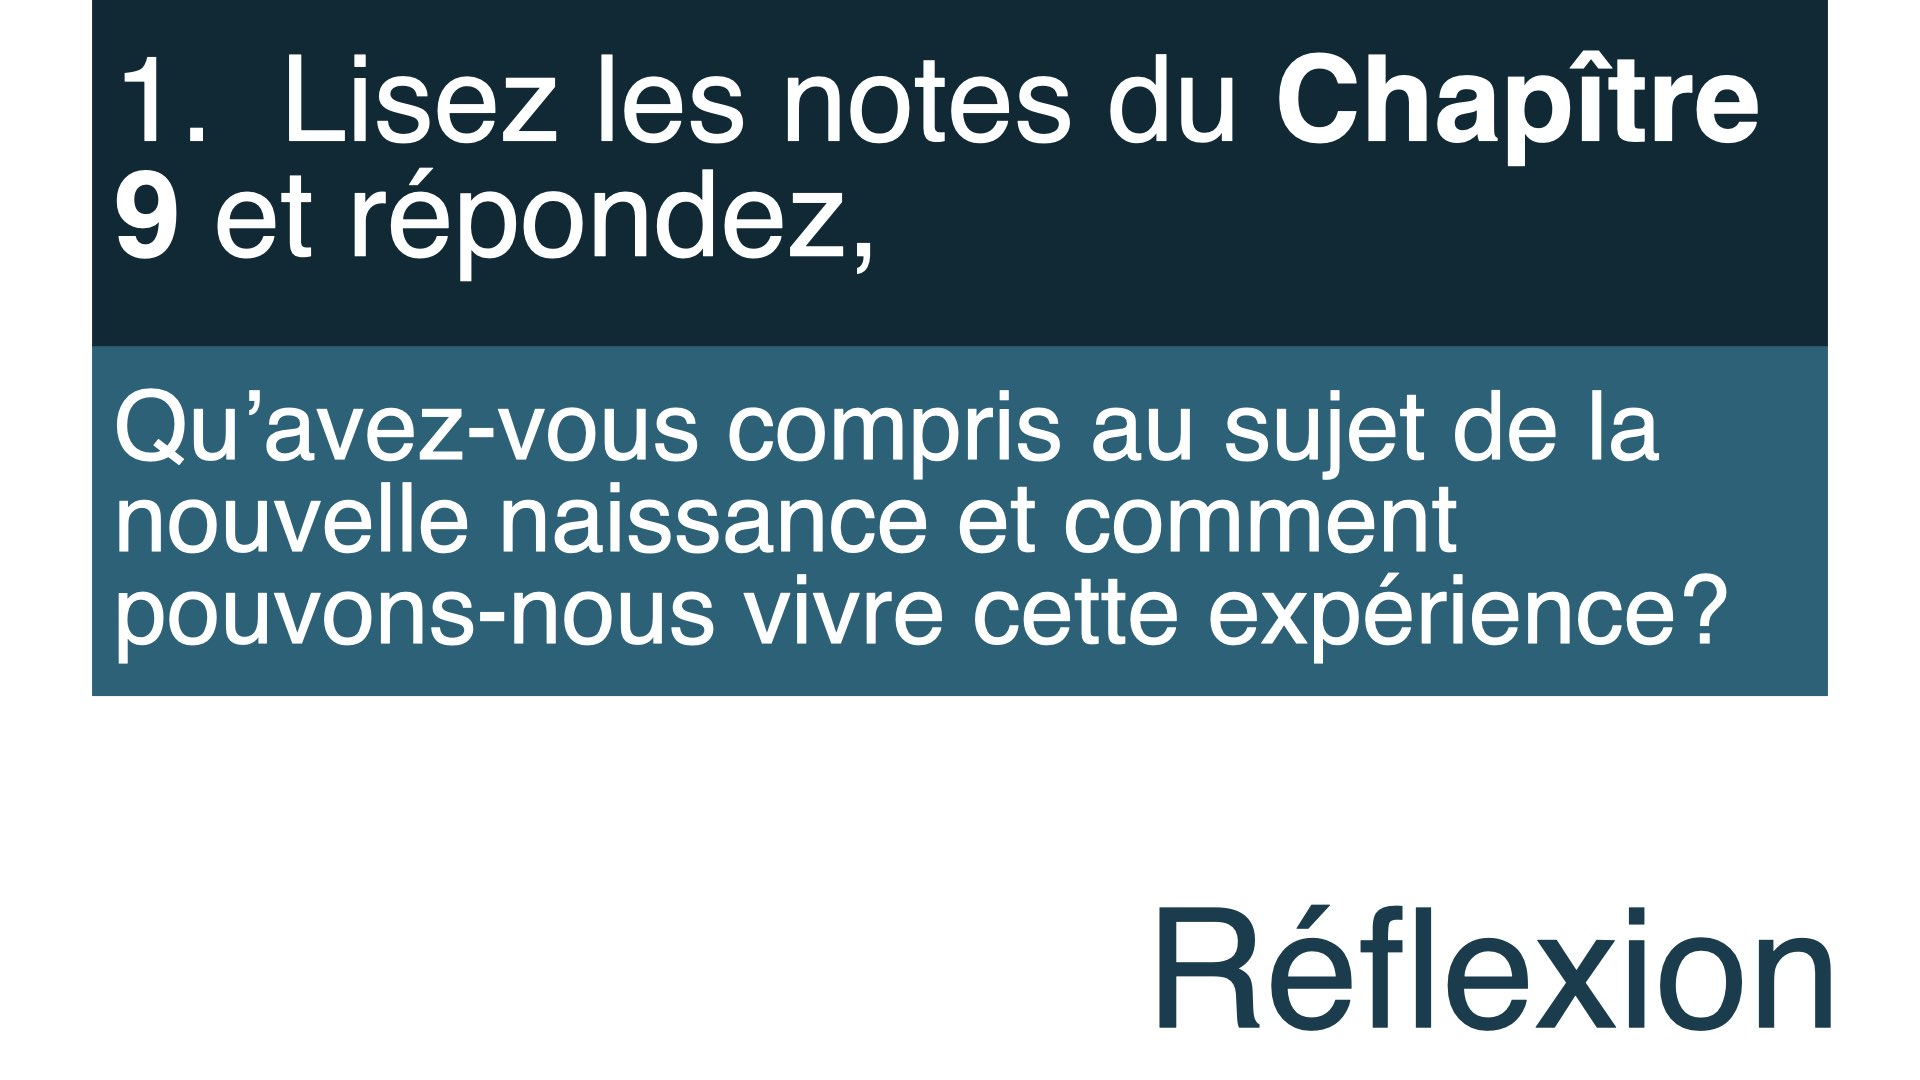 1.  Lisez les notes du Chapître
9 et répondez,
Qu’avez-vous compris au sujet de la
nouvelle naissance et comment
pouvons-nous vivre cette expérience?
Réflexion